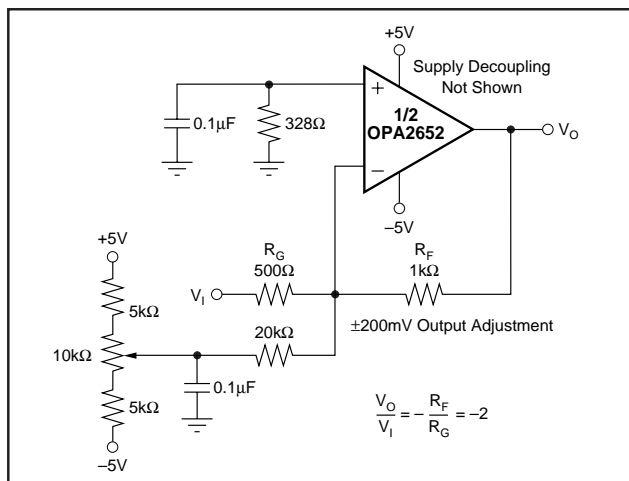 +5V
Supply Decoupling
Not Shown
+
1/2
OPA2652
–
0.1µF
328Ω
V_O
–5V
+5V
R_G
500Ω
R_F
1kΩ
V_I
5kΩ
±200mV Output Adjustment
20kΩ
10kΩ
0.1µF
5kΩ
–5V
V_O/V_I = – R_F/R_G = –2